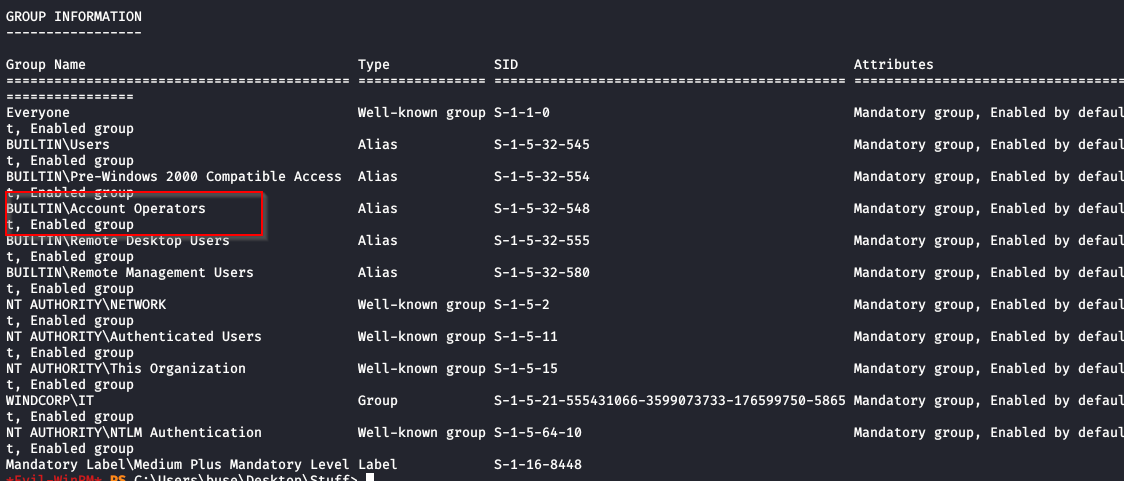 GROUP INFORMATION
-----------------
Group Name Type SID Attributes
=========================================== ================ ============================================ ==================================
================
Everyone Well-known group S-1-1-0 Mandatory group, Enabled by defaul
t, Enabled group
BUILTIN\Users Alias S-1-5-32-545 Mandatory group, Enabled by defaul
t, Enabled group
BUILTIN\Pre-Windows 2000 Compatible Access Alias S-1-5-32-554 Mandatory group, Enabled by defaul
t, Enabled group
BUILTIN\Account Operators Alias S-1-5-32-548 Mandatory group, Enabled by defaul
t, Enabled group
BUILTIN\Remote Desktop Users Alias S-1-5-32-555 Mandatory group, Enabled by defaul
t, Enabled group
BUILTIN\Remote Management Users Alias S-1-5-32-580 Mandatory group, Enabled by defaul
t, Enabled group
NT AUTHORITY\NETWORK Well-known group S-1-5-2 Mandatory group, Enabled by defaul
t, Enabled group
NT AUTHORITY\Authenticated Users Well-known group S-1-5-11 Mandatory group, Enabled by defaul
t, Enabled group
NT AUTHORITY\This Organization Well-known group S-1-5-15 Mandatory group, Enabled by defaul
t, Enabled group
WINDCORP\IT Group S-1-5-21-555431066-3599073733-176599750-5865 Mandatory group, Enabled by defaul
t, Enabled group
NT AUTHORITY\NTLM Authentication Well-known group S-1-5-64-10 Mandatory group, Enabled by defaul
t, Enabled group
Mandatory Label\Medium Plus Mandatory Level Label S-1-16-8448
*Evil-WinRM* PS C:\Users\buse\Desktop\Stuff>